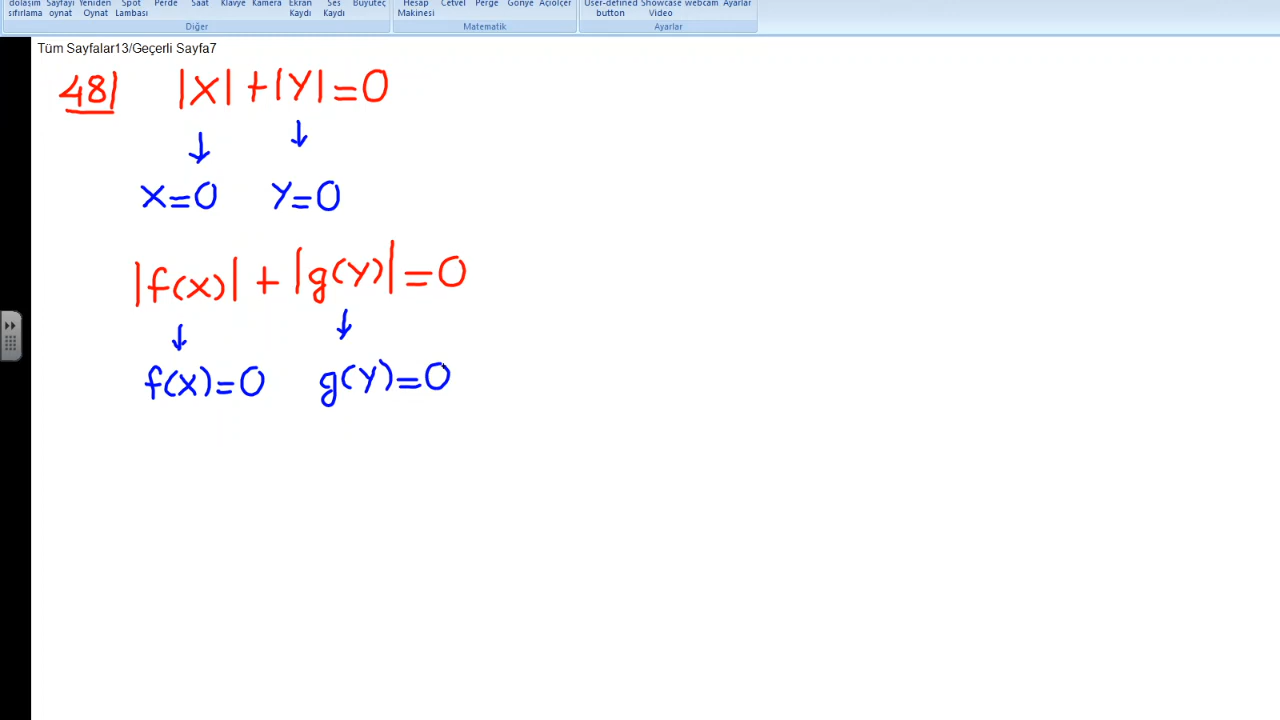 dolaşım sıfırlama Sayfayı oynat Yeniden Oynat Spot Lambası Perde Saat Klavye Kamera Ekran Kaydı Ses Kaydı Büyüteç Hesap Makinesi Cetvel Perge Gönye Açıölçer User-defined button Showcase Video webcam Ayarlar
Diğer Matematik Ayarlar
Tüm Sayfalar13/Geçerli Sayfa7
48| |X| + |Y| = 0
↓ ↓
X=0 Y=0
|f(X)| + |g(Y)| = 0
↓ ↓
f(X)=0 g(Y)=0